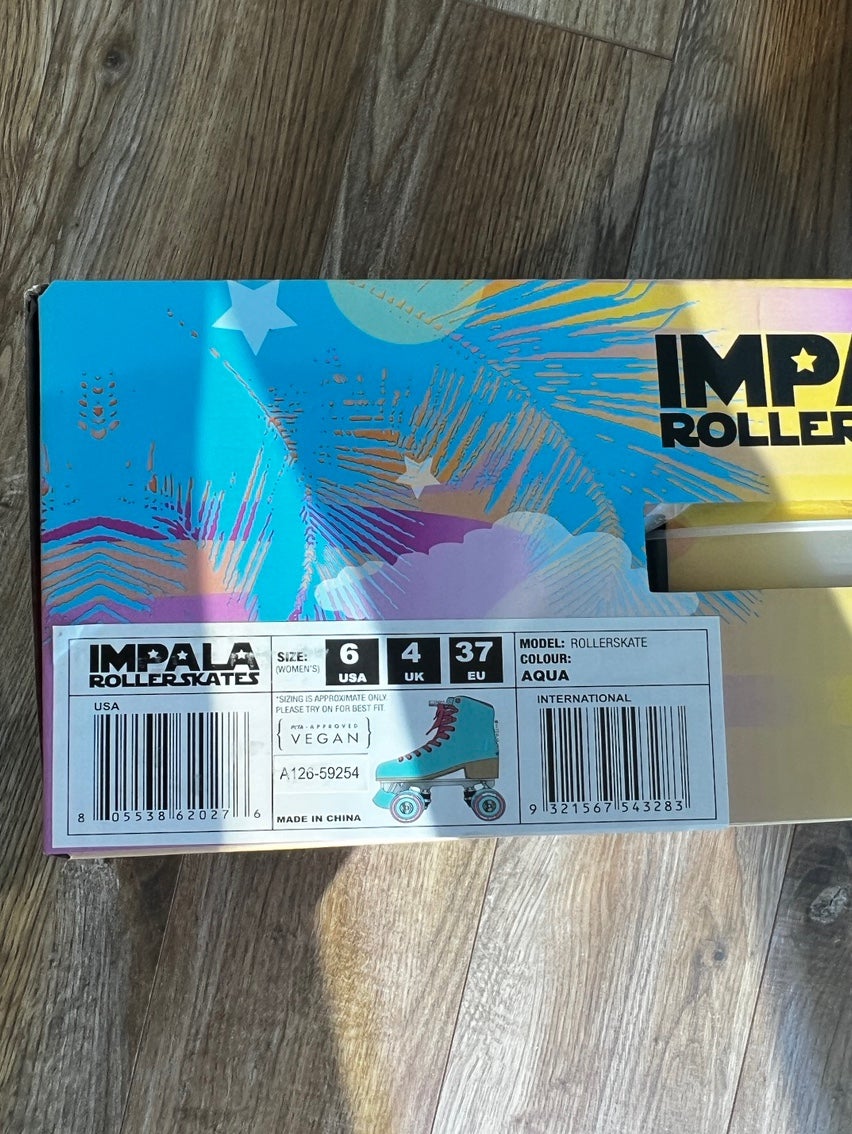 IMPA
ROLLER
IMPALA
ROLLERSKATES
USA
8 05538 62027 6
SIZE:
(WOMEN'S)
6
USA
4
UK
37
EU
*SIZING IS APPROXIMATE ONLY.
PLEASE TRY ON FOR BEST FIT.
PETA-APPROVED
VEGAN
A126-59254
MADE IN CHINA
MODEL: ROLLERSKATE
COLOUR:
AQUA
INTERNATIONAL
9 321567 543283